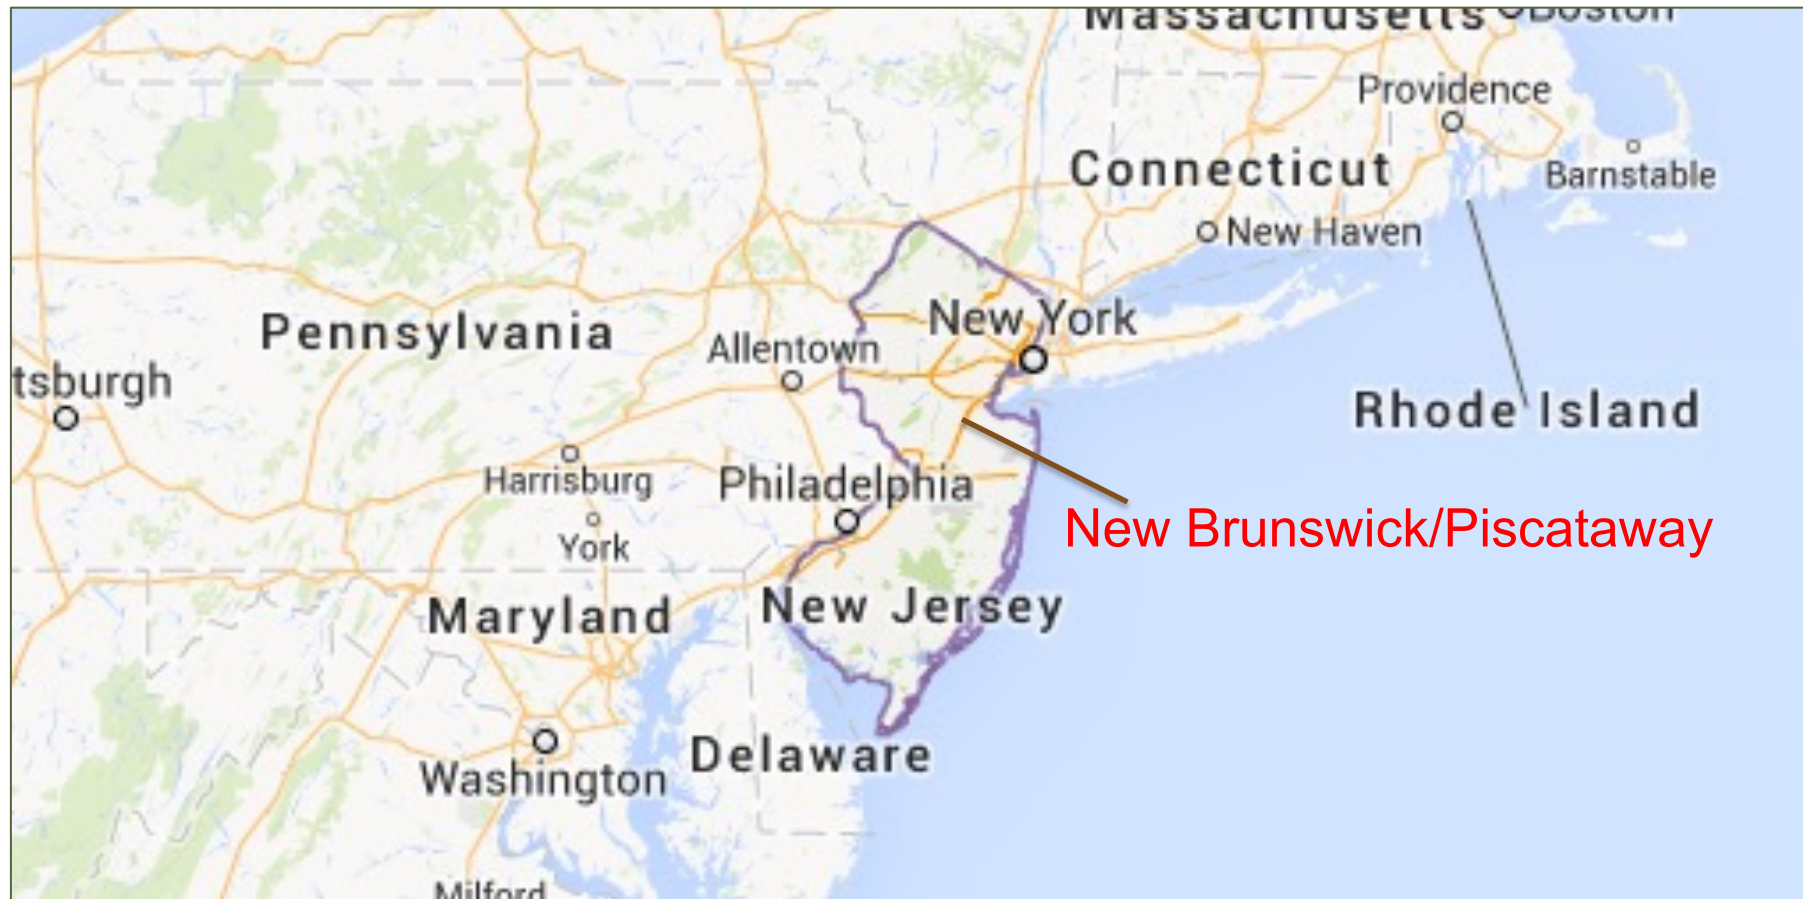 Massachusetts
Boston
Providence
Connecticut
Barnstable
New Haven
New York
Pennsylvania
Allentown
tsburgh
Rhode Island
Harrisburg
Philadelphia
New Brunswick/Piscataway
York
New Jersey
Maryland
Delaware
Washington
Milford